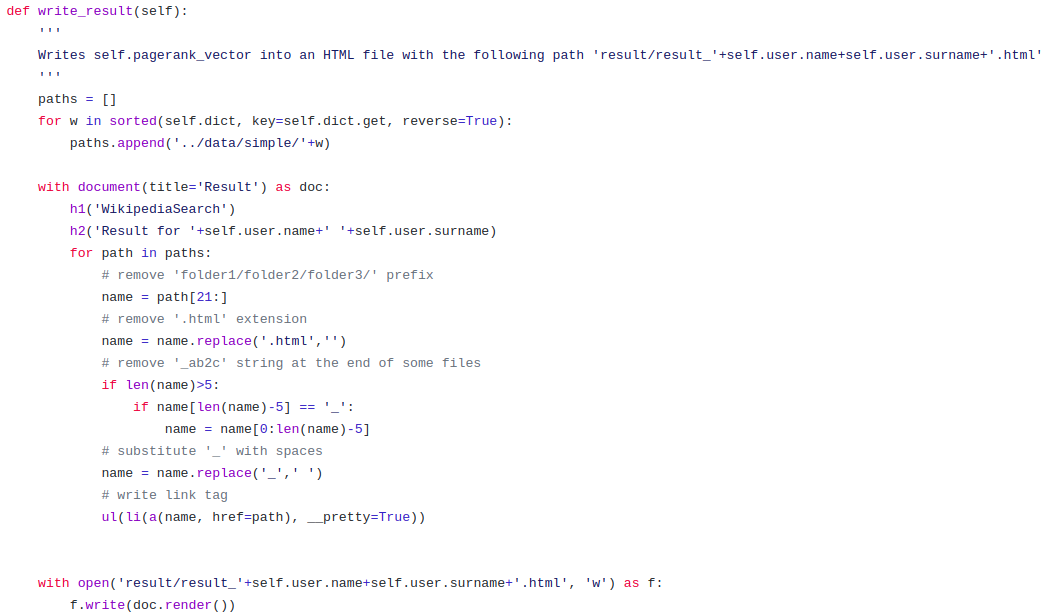 def write_result(self):
    '''
    Writes self.pagerank_vector into an HTML file with the following path 'result/result_'+self.user.name+self.user.surname+'.html'
    '''
    paths = []
    for w in sorted(self.dict, key=self.dict.get, reverse=True):
        paths.append('../data/simple/'+w)
    with document(title='Result') as doc:
        h1('WikipediaSearch')
        h2('Result for '+self.user.name+' '+self.user.surname)
        for path in paths:
            # remove 'folder1/folder2/folder3/' prefix
            name = path[21:]
            # remove '.html' extension
            name = name.replace('.html','')
            # remove '_ab2c' string at the end of some files
            if len(name)>5:
                if name[len(name)-5] == '_':
                    name = name[0:len(name)-5]
            # substitute '_' with spaces
            name = name.replace('_',' ')
            # write link tag
            ul(li(a(name, href=path), __pretty=True))
    with open('result/result_'+self.user.name+self.user.surname+'.html', 'w') as f:
        f.write(doc.render())